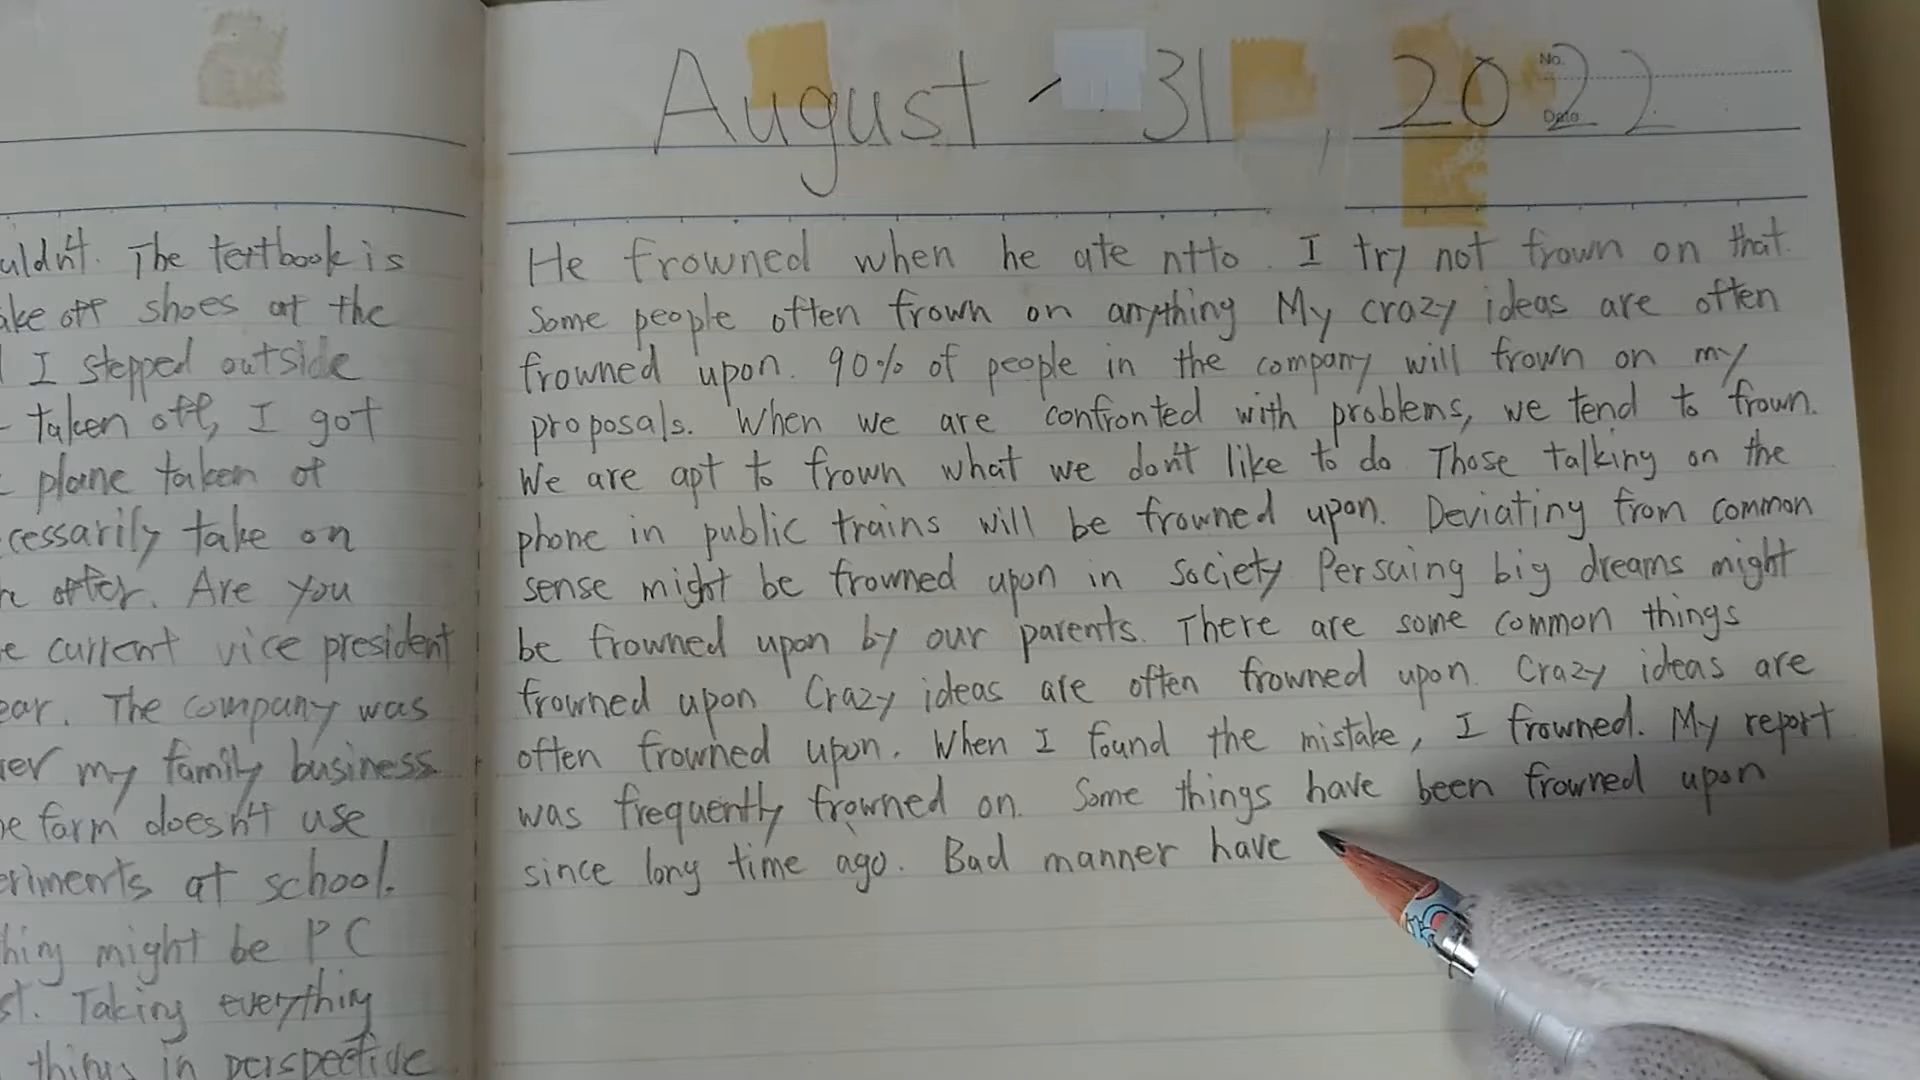 uldn't. The textbook is
ake off shoes at the
I stepped outside
taken off, I got
plane taken of
cessarily take on
offer. Are you
e current vice president
ear. The company was
ver my family business
e farm doesn't use
eriments at school.
hing might be PC
st. Taking everything
things in perspective
August - 31, 2022
No.
Date
He frowned when he ate ntto. I try not frown on that.
Some people often frown on anything My crazy ideas are often
frowned upon. 90% of people in the company will frown on my
proposals. When we are confronted with problems, we tend to frown.
We are apt to frown what we don't like to do. Those talking on the
phone in public trains will be frowned upon. Deviating from common
sense might be frowned upon in society Persuing big dreams might
be frowned upon by our parents. There are some common things
frowned upon Crazy ideas are often frowned upon. Crazy ideas are
often frowned upon. When I found the mistake, I frowned. My report
was frequently frowned on. Some things have been frowned upon
since long time ago. Bad manner have